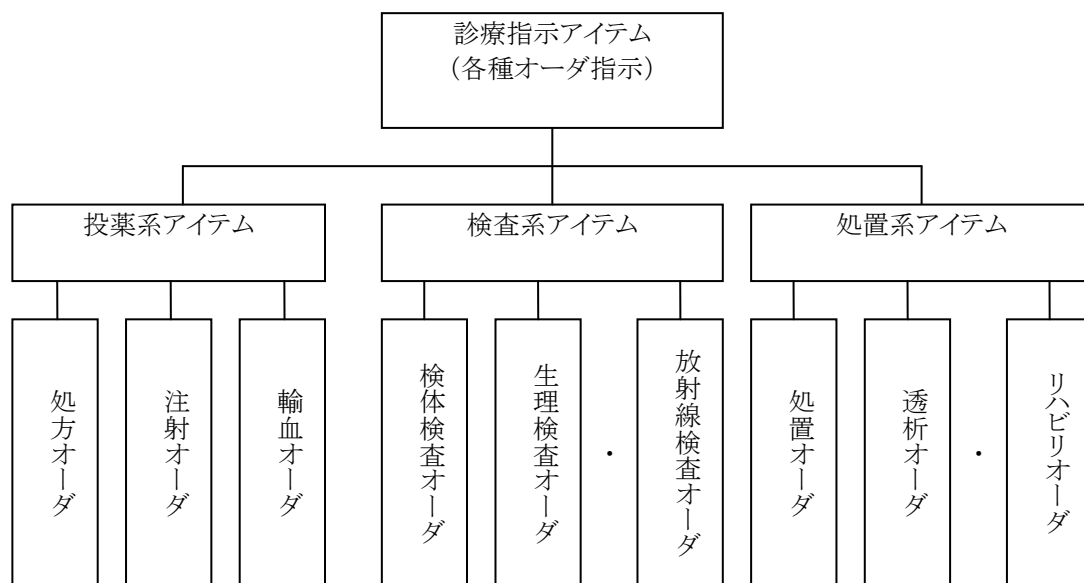 診療指示アイテム
（各種オーダ指示）
投薬系アイテム
検査系アイテム
処置系アイテム
処方オーダ
注射オーダ
輸血オーダ
検体検査オーダ
生理検査オーダ
・
放射線検査オーダ
処置オーダ
透析オーダ
・
リハビリオーダ